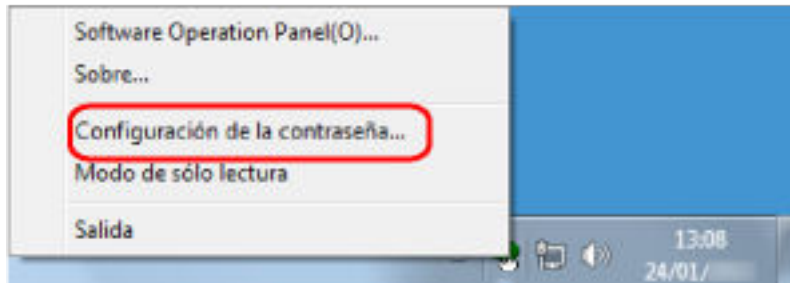 Software Operation Panel(O)...
Sobre...
Configuración de la contraseña...
Modo de sólo lectura
Salida
13:08
24/01/